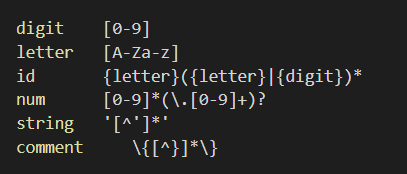 digit [0-9]
letter [A-Za-z]
id {letter}({letter}|{digit})*
num [0-9]*(\.[0-9]+)?
string '[^']*'
comment \{[^}]*\}